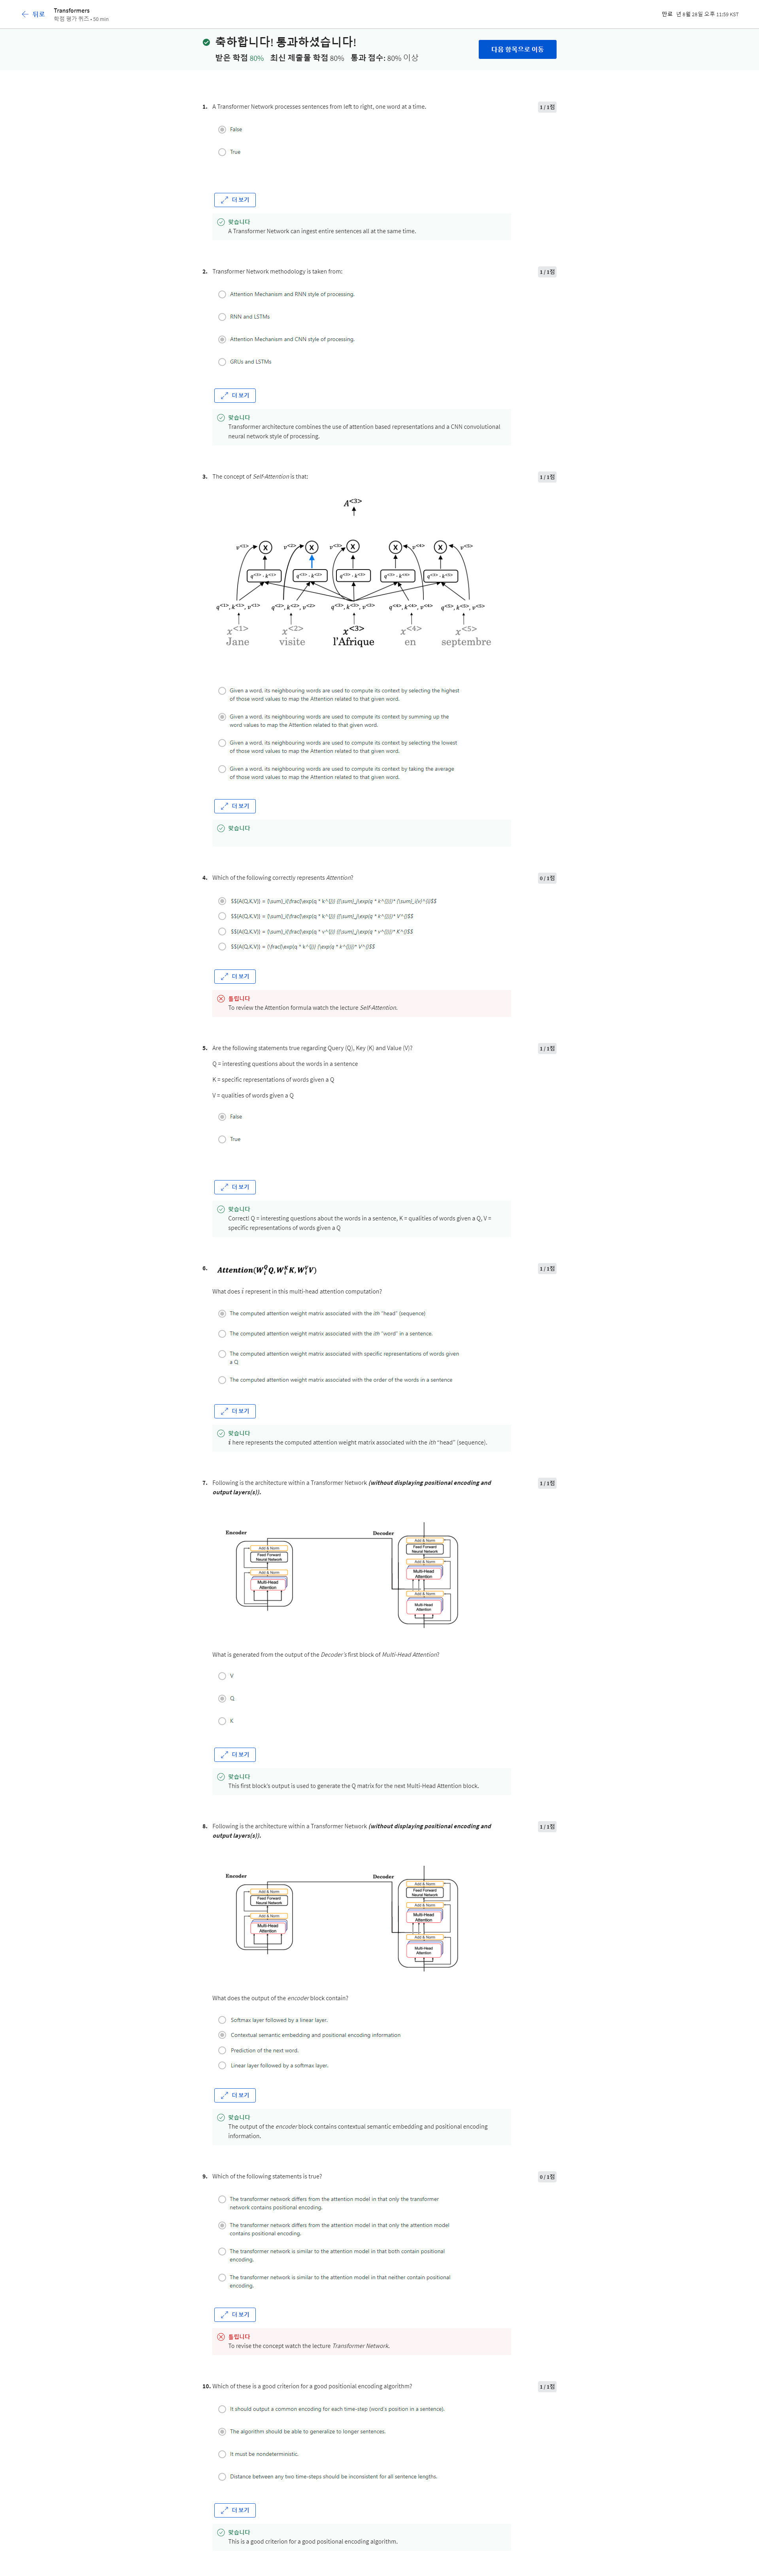 뒤로
Transformers
학점 평가 퀴즈 • 50 min
만료 년 8월 28일 오후 11:59 KST
축하합니다! 통과하셨습니다!
받은 학점 80% 최신 제출물 학점 80% 통과 점수: 80% 이상
다음 항목으로 이동
1. A Transformer Network processes sentences from left to right, one word at a time.
1 / 1점
False
True
더 보기
맞습니다
A Transformer Network can ingest entire sentences all at the same time.
2. Transformer Network methodology is taken from:
1 / 1점
Attention Mechanism and RNN style of processing.
RNN and LSTMs
Attention Mechanism and CNN style of processing.
GRUs and LSTMs
더 보기
맞습니다
Transformer architecture combines the use of attention based representations and a CNN convolutional
neural network style of processing.
3. The concept of Self-Attention is that:
1 / 1점
A<3>
v<1> X v<2> X v<3> X X v<4> X v<5>
q<1>, k<1>, v<1> q<2>, k<2>, v<2> q<3>, k<3>, v<3> q<4>, k<4>, v<4> q<5>, k<5>, v<5>
x<1> x<2> x<3> x<4> x<5>
Jane visite l'Afrique en septembre
Given a word, its neighbouring words are used to compute its context by selecting the highest
of those word values to map the Attention related to that given word.
Given a word, its neighbouring words are used to compute its context by summing up the
word values to map the Attention related to that given word.
Given a word, its neighbouring words are used to compute its context by selecting the lowest
of those word values to map the Attention related to that given word.
Given a word, its neighbouring words are used to compute its context by taking the average
of those word values to map the Attention related to that given word.
더 보기
맞습니다
4. Which of the following correctly represents Attention?
0 / 1점
더 보기
틀립니다
To review the Attention formula watch the lecture Self-Attention.
5. Are the following statements true regarding Query (Q), Key (K) and Value (V)?
1 / 1점
Q = interesting questions about the words in a sentence
K = specific representations of words given a Q
V = qualities of words given a Q
False
True
더 보기
맞습니다
Correct! Q = interesting questions about the words in a sentence, K = qualities of words given a Q, V =
specific representations of words given a Q
6. Attention(W_i^Q Q, W_i^K K, W_i^V V)
1 / 1점
What does i represent in this multi-head attention computation?
The computed attention weight matrix associated with the ith "head" (sequence)
The computed attention weight matrix associated with the ith "word" in a sentence.
The computed attention weight matrix associated with specific representations of words given
a Q
The computed attention weight matrix associated with the order of the words in a sentence
더 보기
맞습니다
i here represents the computed attention weight matrix associated with the ith "head" (sequence).
7. Following is the architecture within a Transformer Network (without displaying positional encoding and
output layers(s)).
1 / 1점
Encoder
Add & Norm
Feed Forward
Neural Network
Add & Norm
Multi-Head
Attention
Decoder
Add & Norm
Feed Forward
Neural Network
Add & Norm
Multi-Head
Attention
Add & Norm
Multi-Head
Attention
What is generated from the output of the Decoder's first block of Multi-Head Attention?
V
Q
K
더 보기
맞습니다
This first block's output is used to generate the Q matrix for the next Multi-Head Attention block.
8. Following is the architecture within a Transformer Network (without displaying positional encoding and
output layers(s)).
1 / 1점
Encoder
Add & Norm
Feed Forward
Neural Network
Add & Norm
Multi-Head
Attention
Decoder
Add & Norm
Feed Forward
Neural Network
Add & Norm
Multi-Head
Attention
Add & Norm
Multi-Head
Attention
What does the output of the encoder block contain?
Softmax layer followed by a linear layer.
Contextual semantic embedding and positional encoding information
Prediction of the next word.
Linear layer followed by a softmax layer.
더 보기
맞습니다
The output of the encoder block contains contextual semantic embedding and positional encoding
information.
9. Which of the following statements is true?
0 / 1점
The transformer network differs from the attention model in that only the transformer
network contains positional encoding.
The transformer network differs from the attention model in that only the attention model
contains positional encoding.
The transformer network is similar to the attention model in that both contain positional
encoding.
The transformer network is similar to the attention model in that neither contain positional
encoding.
더 보기
틀립니다
To revise the concept watch the lecture Transformer Network.
10. Which of these is a good criterion for a good positionial encoding algorithm?
1 / 1점
It should output a common encoding for each time-step (word's position in a sentence).
The algorithm should be able to generalize to longer sentences.
It must be nondeterministic.
Distance between any two time-steps should be inconsistent for all sentence lengths.
더 보기
맞습니다
This is a good criterion for a good positional encoding algorithm.